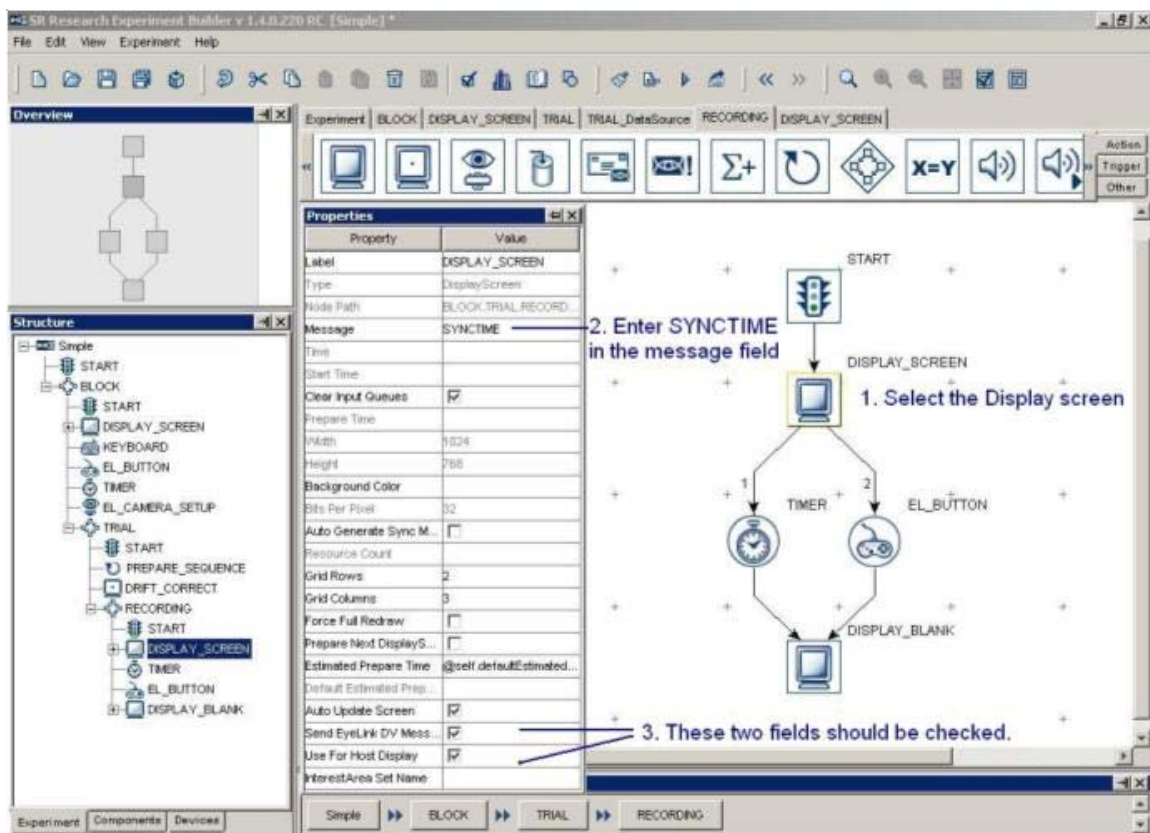 SR Research Experiment Builder v 1.4.0.220 RC [Simple] *
File Edit View Experiment Help
Overview
Experiment BLOCK DISPLAY_SCREEN TRIAL TRIAL_DataSource RECORDING DISPLAY_SCREEN
Σ+ X=Y
Action
Trigger
Other
Structure
Simple
START
BLOCK
START
DISPLAY_SCREEN
KEYBOARD
EL_BUTTON
TIMER
EL_CAMERA_SETUP
TRIAL
START
PREPARE_SEQUENCE
DRIFT_CORRECT
RECORDING
START
DISPLAY_SCREEN
TIMER
EL_BUTTON
DISPLAY_BLANK
Experiment Components Devices
Properties
Property Value
Label DISPLAY_SCREEN
Type DisplayScreen
Node Path BLOCK.TRIAL.RECORD...
Message SYNCTIME
Time
Start Time
Clear Input Queues
Prepare Time
Width 1024
Height 768
Background Color
Bits Per Pixel 32
Auto Generate Sync M...
Resource Count
Grid Rows 2
Grid Columns 3
Force Full Redraw
Prepare Next DisplayS...
Estimated Prepare Time @self.defaultEstimated...
Default Estimated Prep...
Auto Update Screen
Send EyeLink DV Mess...
Use For Host Display
InterestArea Set Name
START
2. Enter SYNCTIME
in the message field
DISPLAY_SCREEN
1. Select the Display screen
1 2
TIMER EL_BUTTON
DISPLAY_BLANK
3. These two fields should be checked.
Simple BLOCK TRIAL RECORDING